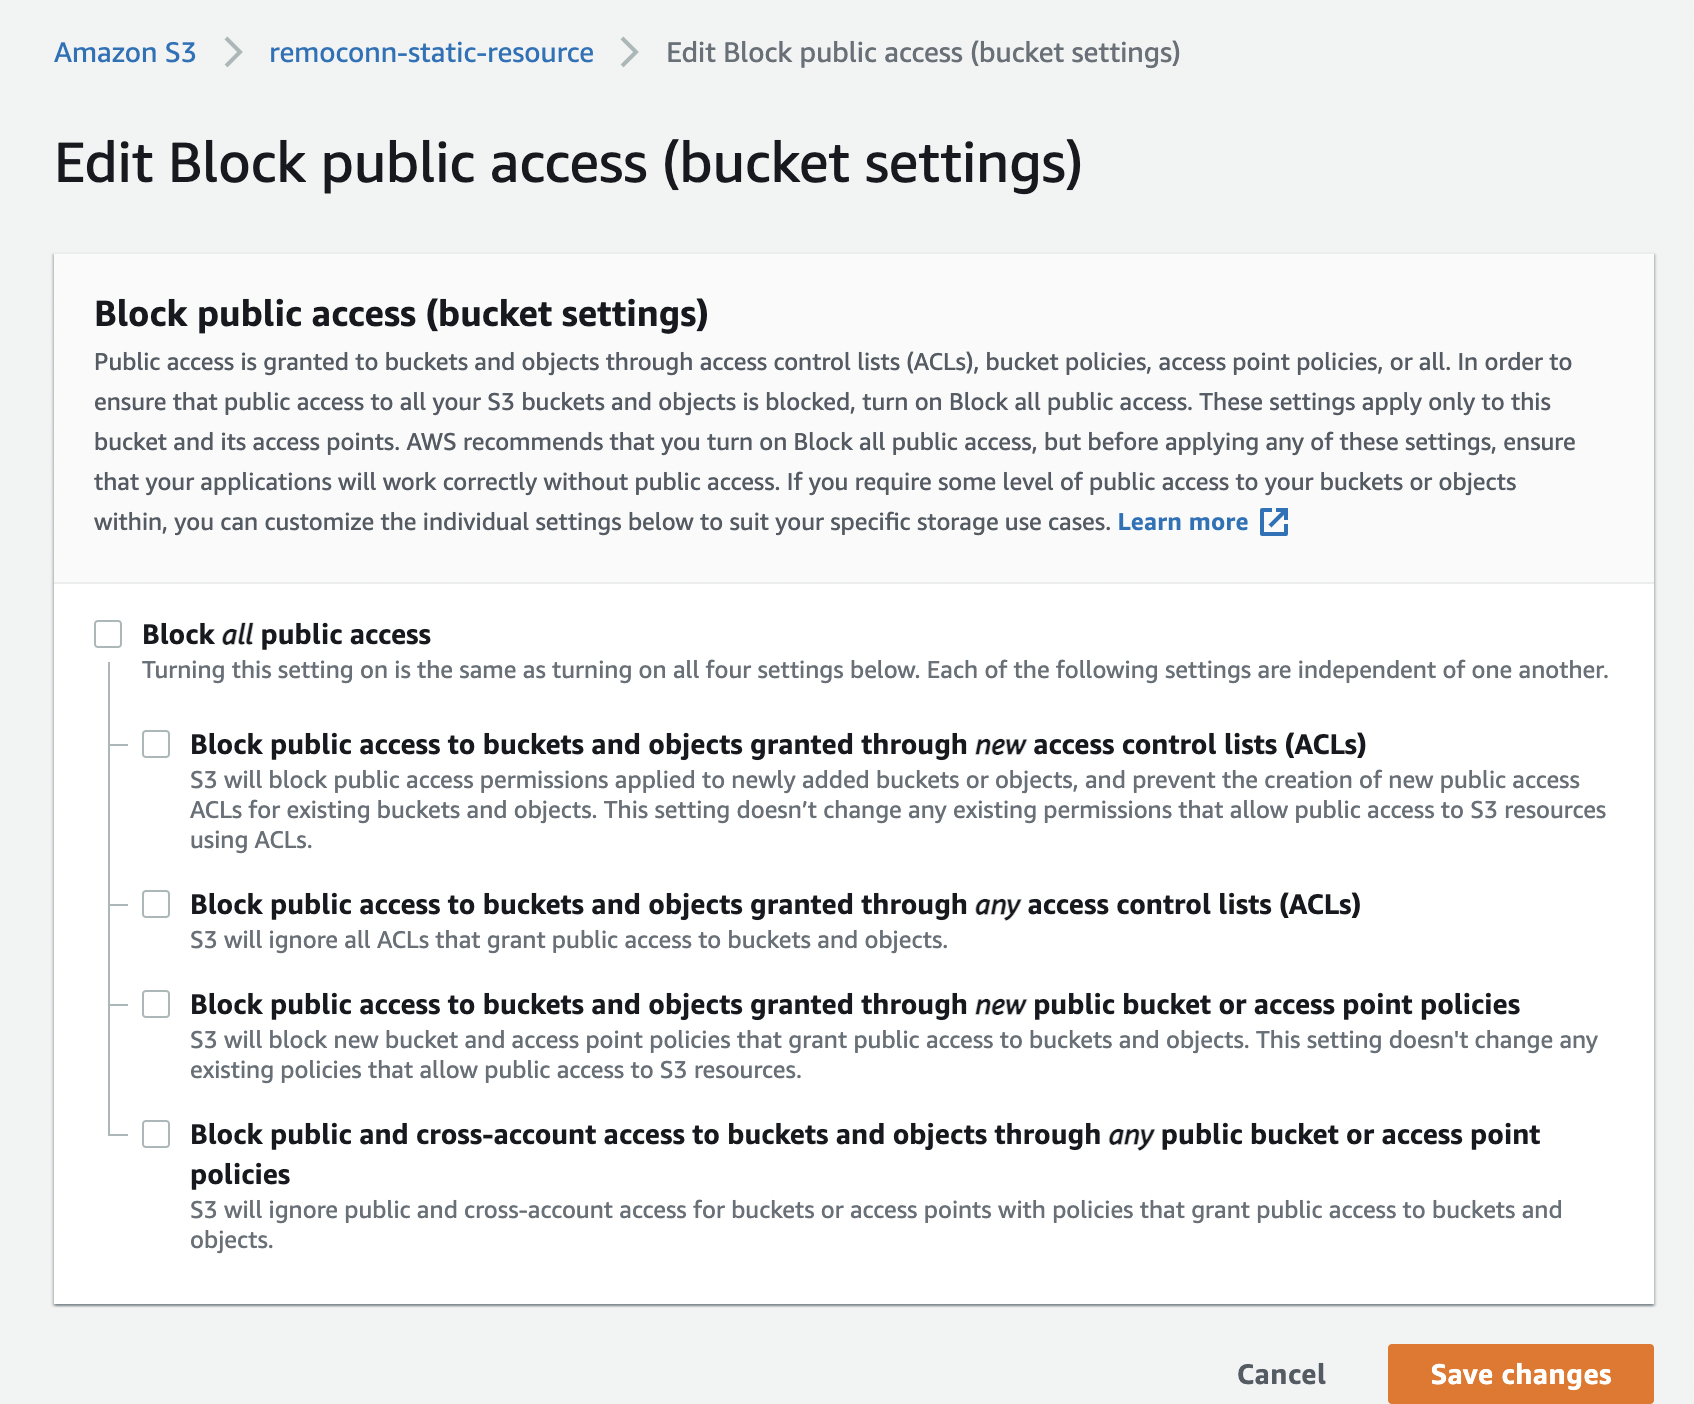 Amazon S3 > remoconn-static-resource > Edit Block public access (bucket settings)
Edit Block public access (bucket settings)
Block public access (bucket settings)
Public access is granted to buckets and objects through access control lists (ACLs), bucket policies, access point policies, or all. In order to
ensure that public access to all your S3 buckets and objects is blocked, turn on Block all public access. These settings apply only to this
bucket and its access points. AWS recommends that you turn on Block all public access, but before applying any of these settings, ensure
that your applications will work correctly without public access. If you require some level of public access to your buckets or objects
within, you can customize the individual settings below to suit your specific storage use cases. Learn more
Block all public access
Turning this setting on is the same as turning on all four settings below. Each of the following settings are independent of one another.
Block public access to buckets and objects granted through new access control lists (ACLs)
S3 will block public access permissions applied to newly added buckets or objects, and prevent the creation of new public access
ACLs for existing buckets and objects. This setting doesn’t change any existing permissions that allow public access to S3 resources
using ACLs.
Block public access to buckets and objects granted through any access control lists (ACLs)
S3 will ignore all ACLs that grant public access to buckets and objects.
Block public access to buckets and objects granted through new public bucket or access point policies
S3 will block new bucket and access point policies that grant public access to buckets and objects. This setting doesn't change any
existing policies that allow public access to S3 resources.
Block public and cross-account access to buckets and objects through any public bucket or access point
policies
S3 will ignore public and cross-account access for buckets or access points with policies that grant public access to buckets and
objects.
Cancel Save changes